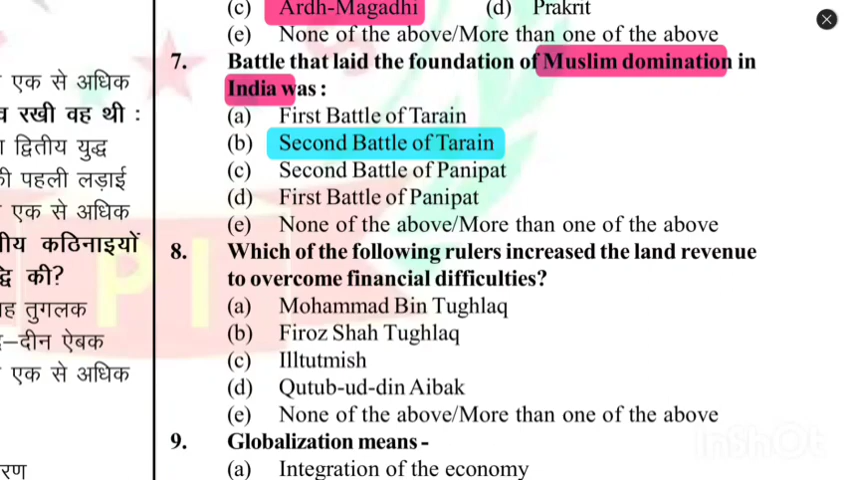 (c) Ardh-Magadhi (d) Prakrit
(e) None of the above/More than one of the above
7. Battle that laid the foundation of Muslim domination in
India was :
(a) First Battle of Tarain
(b) Second Battle of Tarain
(c) Second Battle of Panipat
(d) First Battle of Panipat
(e) None of the above/More than one of the above
8. Which of the following rulers increased the land revenue
to overcome financial difficulties?
(a) Mohammad Bin Tughlaq
(b) Firoz Shah Tughlaq
(c) Illtutmish
(d) Qutub-ud-din Aibak
(e) None of the above/More than one of the above
9. Globalization means -
(a) Integration of the economy
एक से अधिक
रखी वह थी :
द्वितीय युद्ध
पहली लड़ाई
एक से अधिक
कठिनाइयों
की?
तुगलक
–दीन ऐबक
एक से अधिक
InShOt